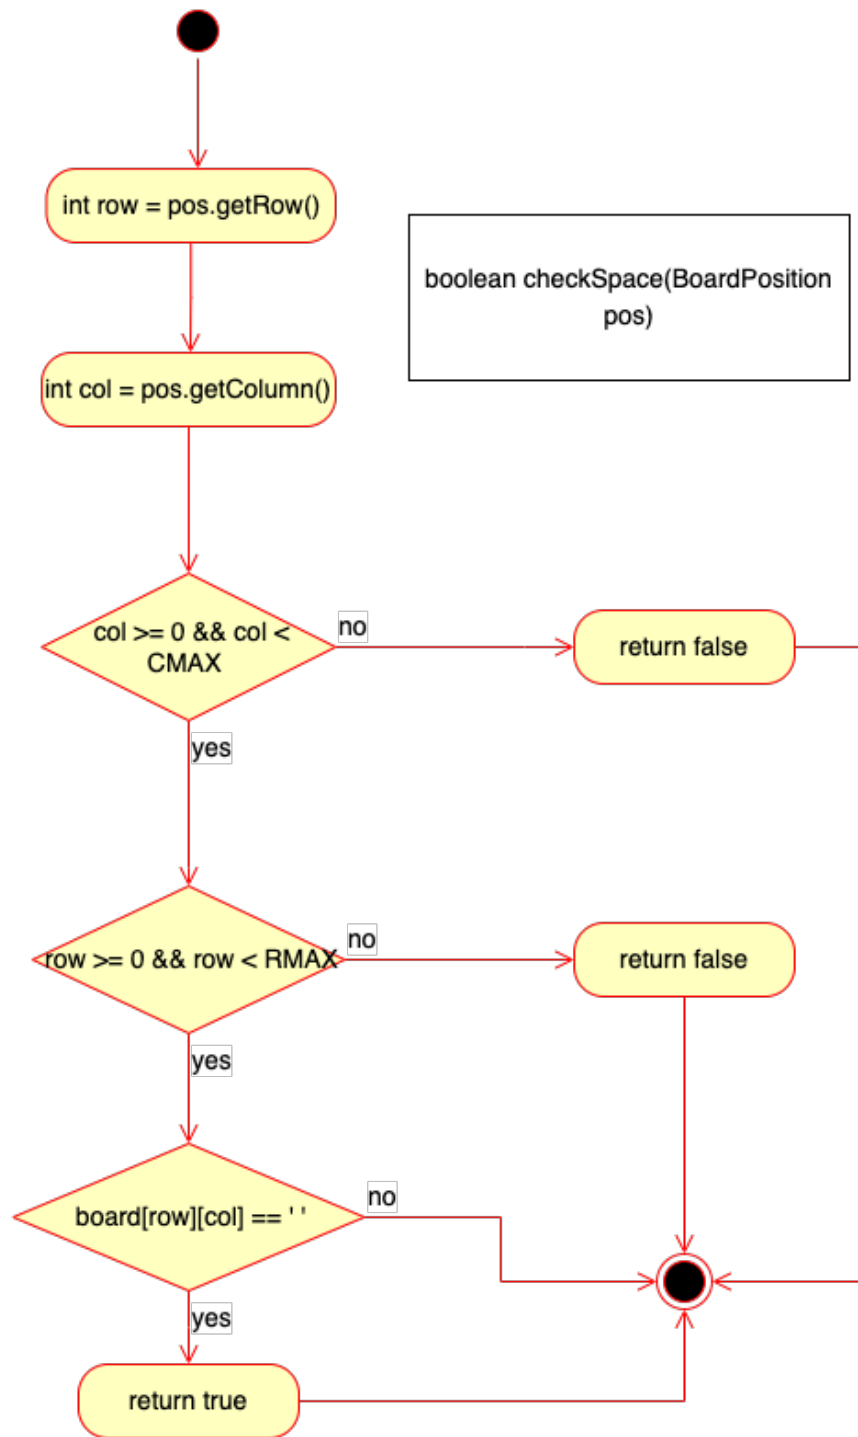 int row = pos.getRow()
boolean checkSpace(BoardPosition
pos)
int col = pos.getColumn()
col >= 0 && col <
CMAX
no
return false
yes
row >= 0 && row < RMAX
no
return false
yes
board[row][col] == ' '
no
yes
return true